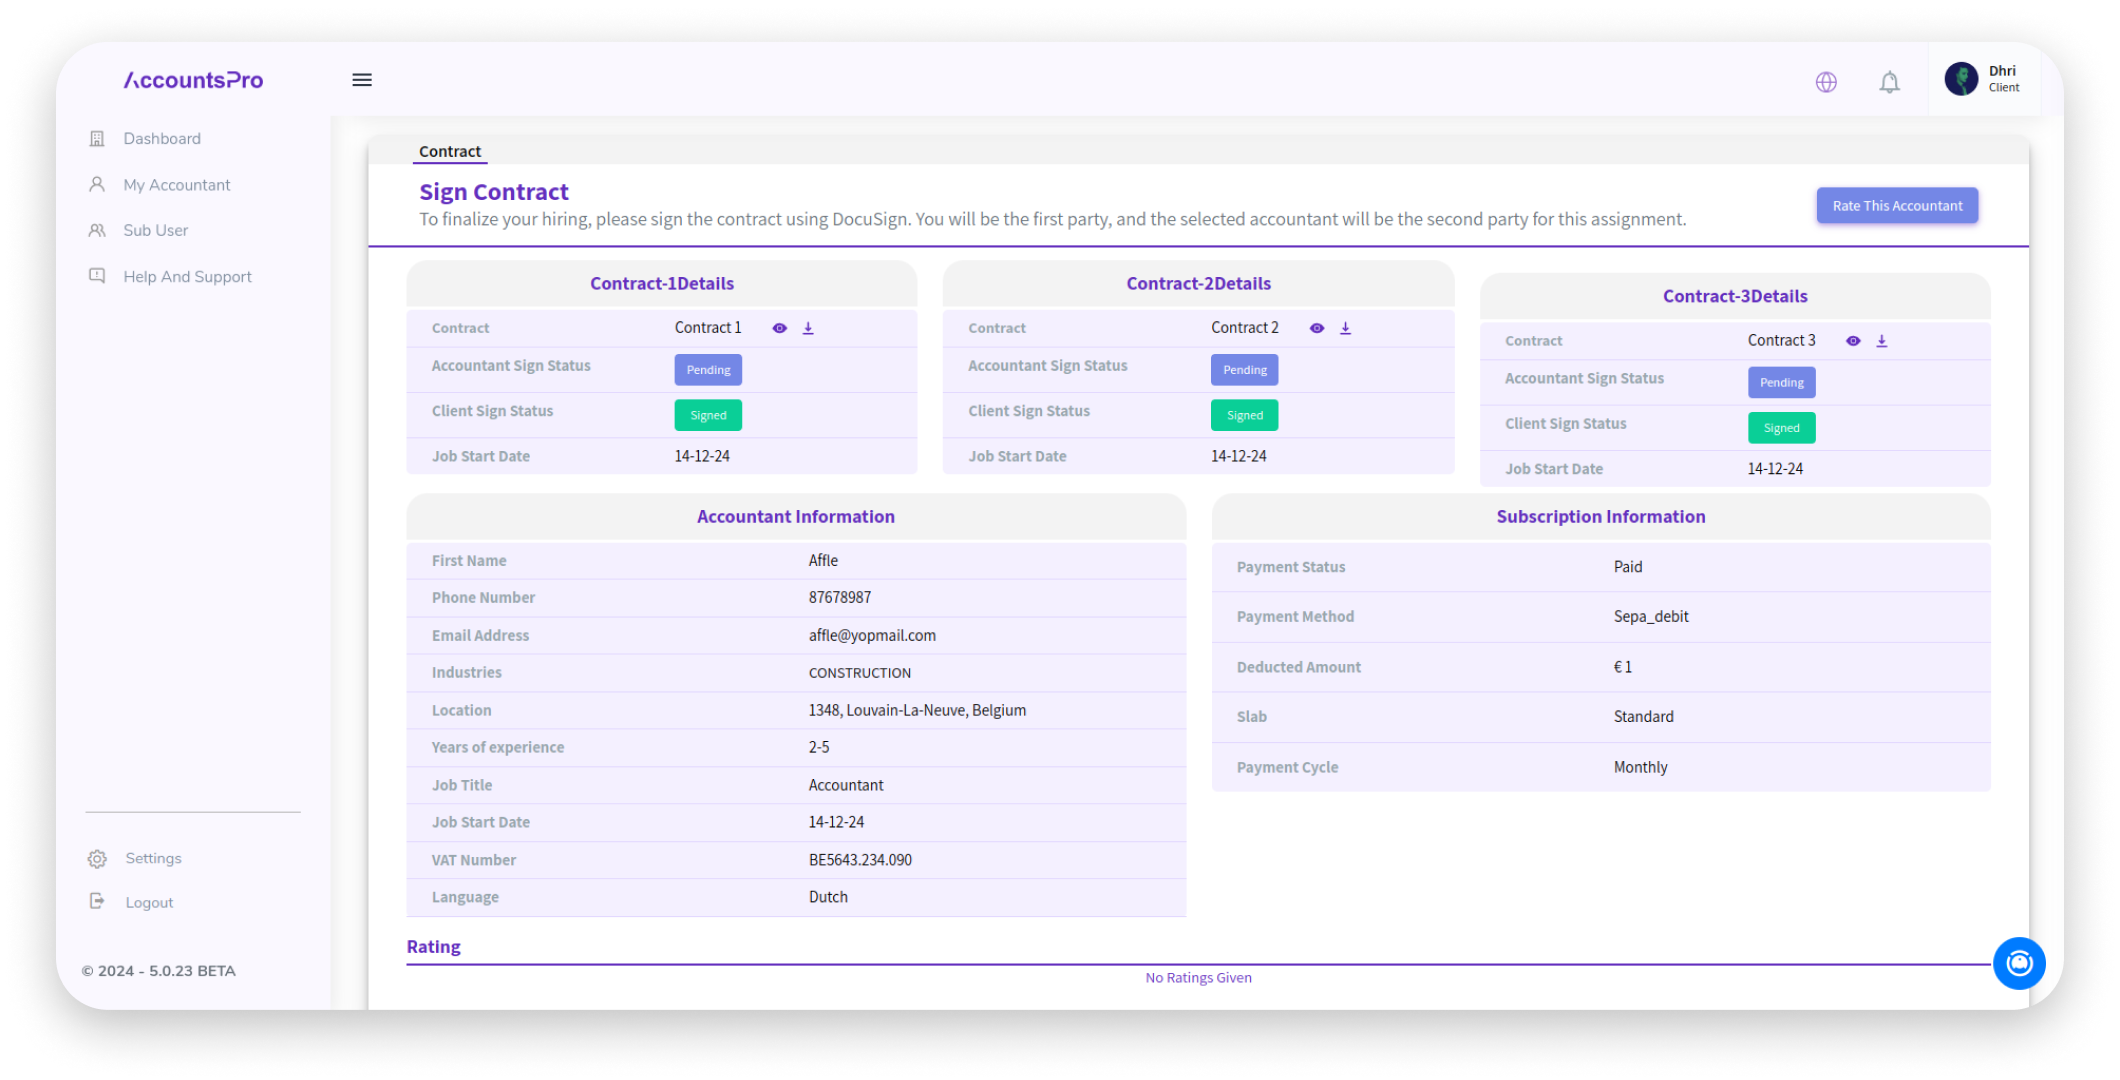 AccountsPro
Dhri
Client
Dashboard
My Accountant
Sub User
Help And Support
Settings
Logout
© 2024 - 5.0.23 BETA
Contract
Sign Contract
To finalize your hiring, please sign the contract using DocuSign. You will be the first party, and the selected accountant will be the second party for this assignment.
Rate This Accountant
Contract-1Details
Contract Contract 1
Accountant Sign Status Pending
Client Sign Status Signed
Job Start Date 14-12-24
Contract-2Details
Contract Contract 2
Accountant Sign Status Pending
Client Sign Status Signed
Job Start Date 14-12-24
Contract-3Details
Contract Contract 3
Accountant Sign Status Pending
Client Sign Status Signed
Job Start Date 14-12-24
Accountant Information
First Name Affle
Phone Number 87678987
Email Address affle@yopmail.com
Industries CONSTRUCTION
Location 1348, Louvain-La-Neuve, Belgium
Years of experience 2-5
Job Title Accountant
Job Start Date 14-12-24
VAT Number BE5643.234.090
Language Dutch
Subscription Information
Payment Status Paid
Payment Method Sepa_debit
Deducted Amount € 1
Slab Standard
Payment Cycle Monthly
Rating
No Ratings Given